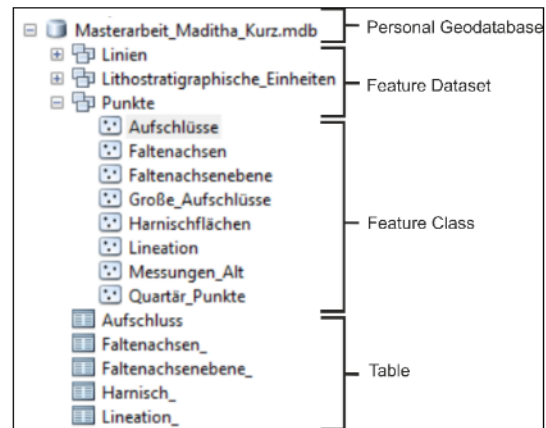 Masterarbeit_Maditha_Kurz.mdb
Personal Geodatabase
Linien
Lithostratigraphische_Einheiten
Feature Dataset
Punkte
Aufschlüsse
Faltenachsen
Faltenachsenebene
Große_Aufschlüsse
Harnischflächen
Feature Class
Lineation
Messungen_Alt
Quartär_Punkte
Aufschluss
Faltenachsen_
Faltenachsenebene_
Table
Harnisch_
Lineation_